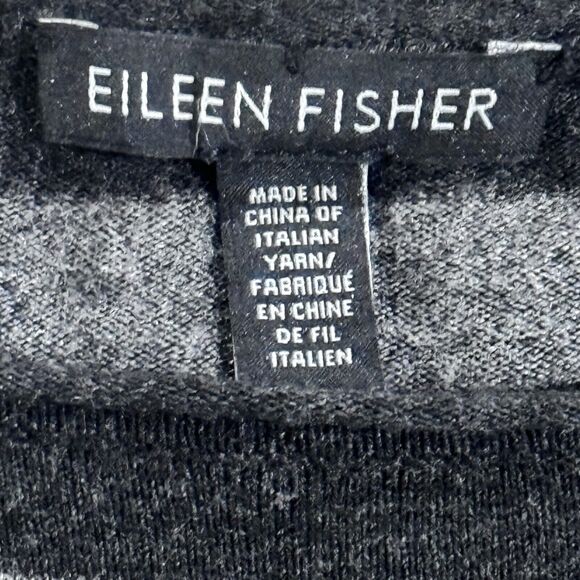 EILEEN FISHER
MADE IN
CHINA OF
ITALIAN
YARN/
FABRIQUÉ
EN CHINE
DE FIL
ITALIEN